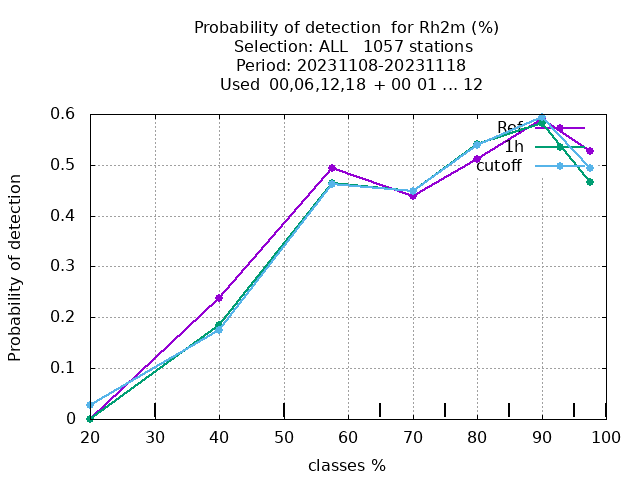 Probability of detection  for Rh2m (%)
Selection: ALL   1057 stations
Period: 20231108-20231118
Used  00,06,12,18  + 00 01 ... 12
0.6
0.5
0.4
0.3
0.2
0.1
0
Probability of detection
Ref
1h
cutoff
20 30 40 50 60 70 80 90 100
classes %